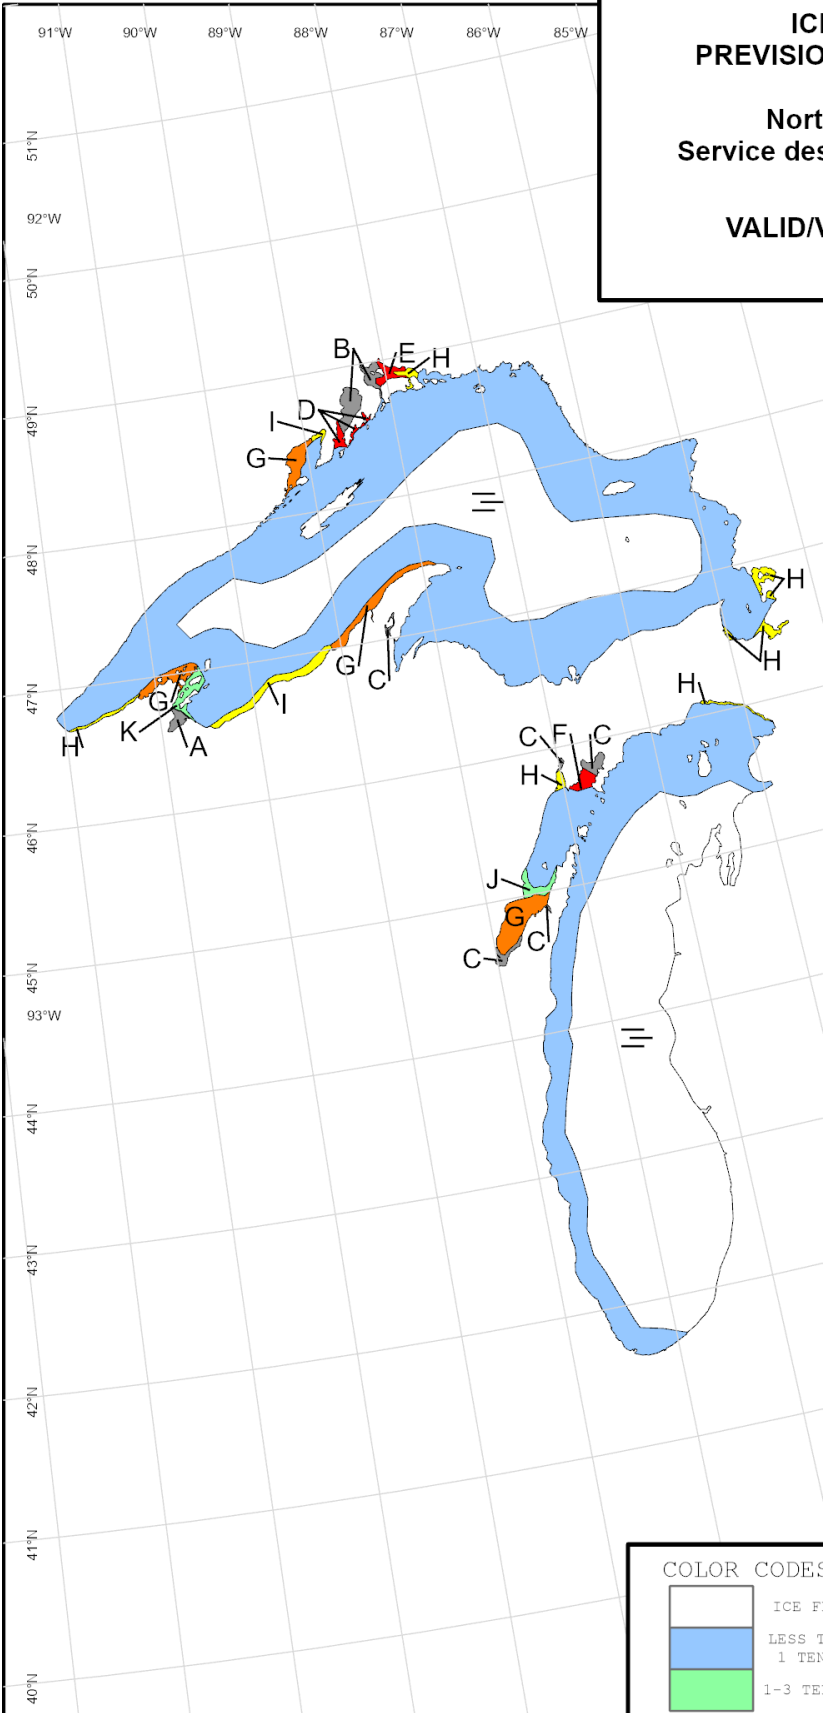 91°W 90°W 89°W 88°W 87°W 86°W 85°W
ICE
PREVISIO
Nort
Service des
VALID/V
51°N
92°W
50°N
B E H
49°N
D
I
G
48°N
H
G
C
H
47°N
G
I
K
H
A
H
C F C
H
46°N
J
G
C
C
45°N
93°W
44°N
43°N
42°N
41°N
COLOR CODES
ICE F
LESS T
1 TEN
1-3 TE
40°N